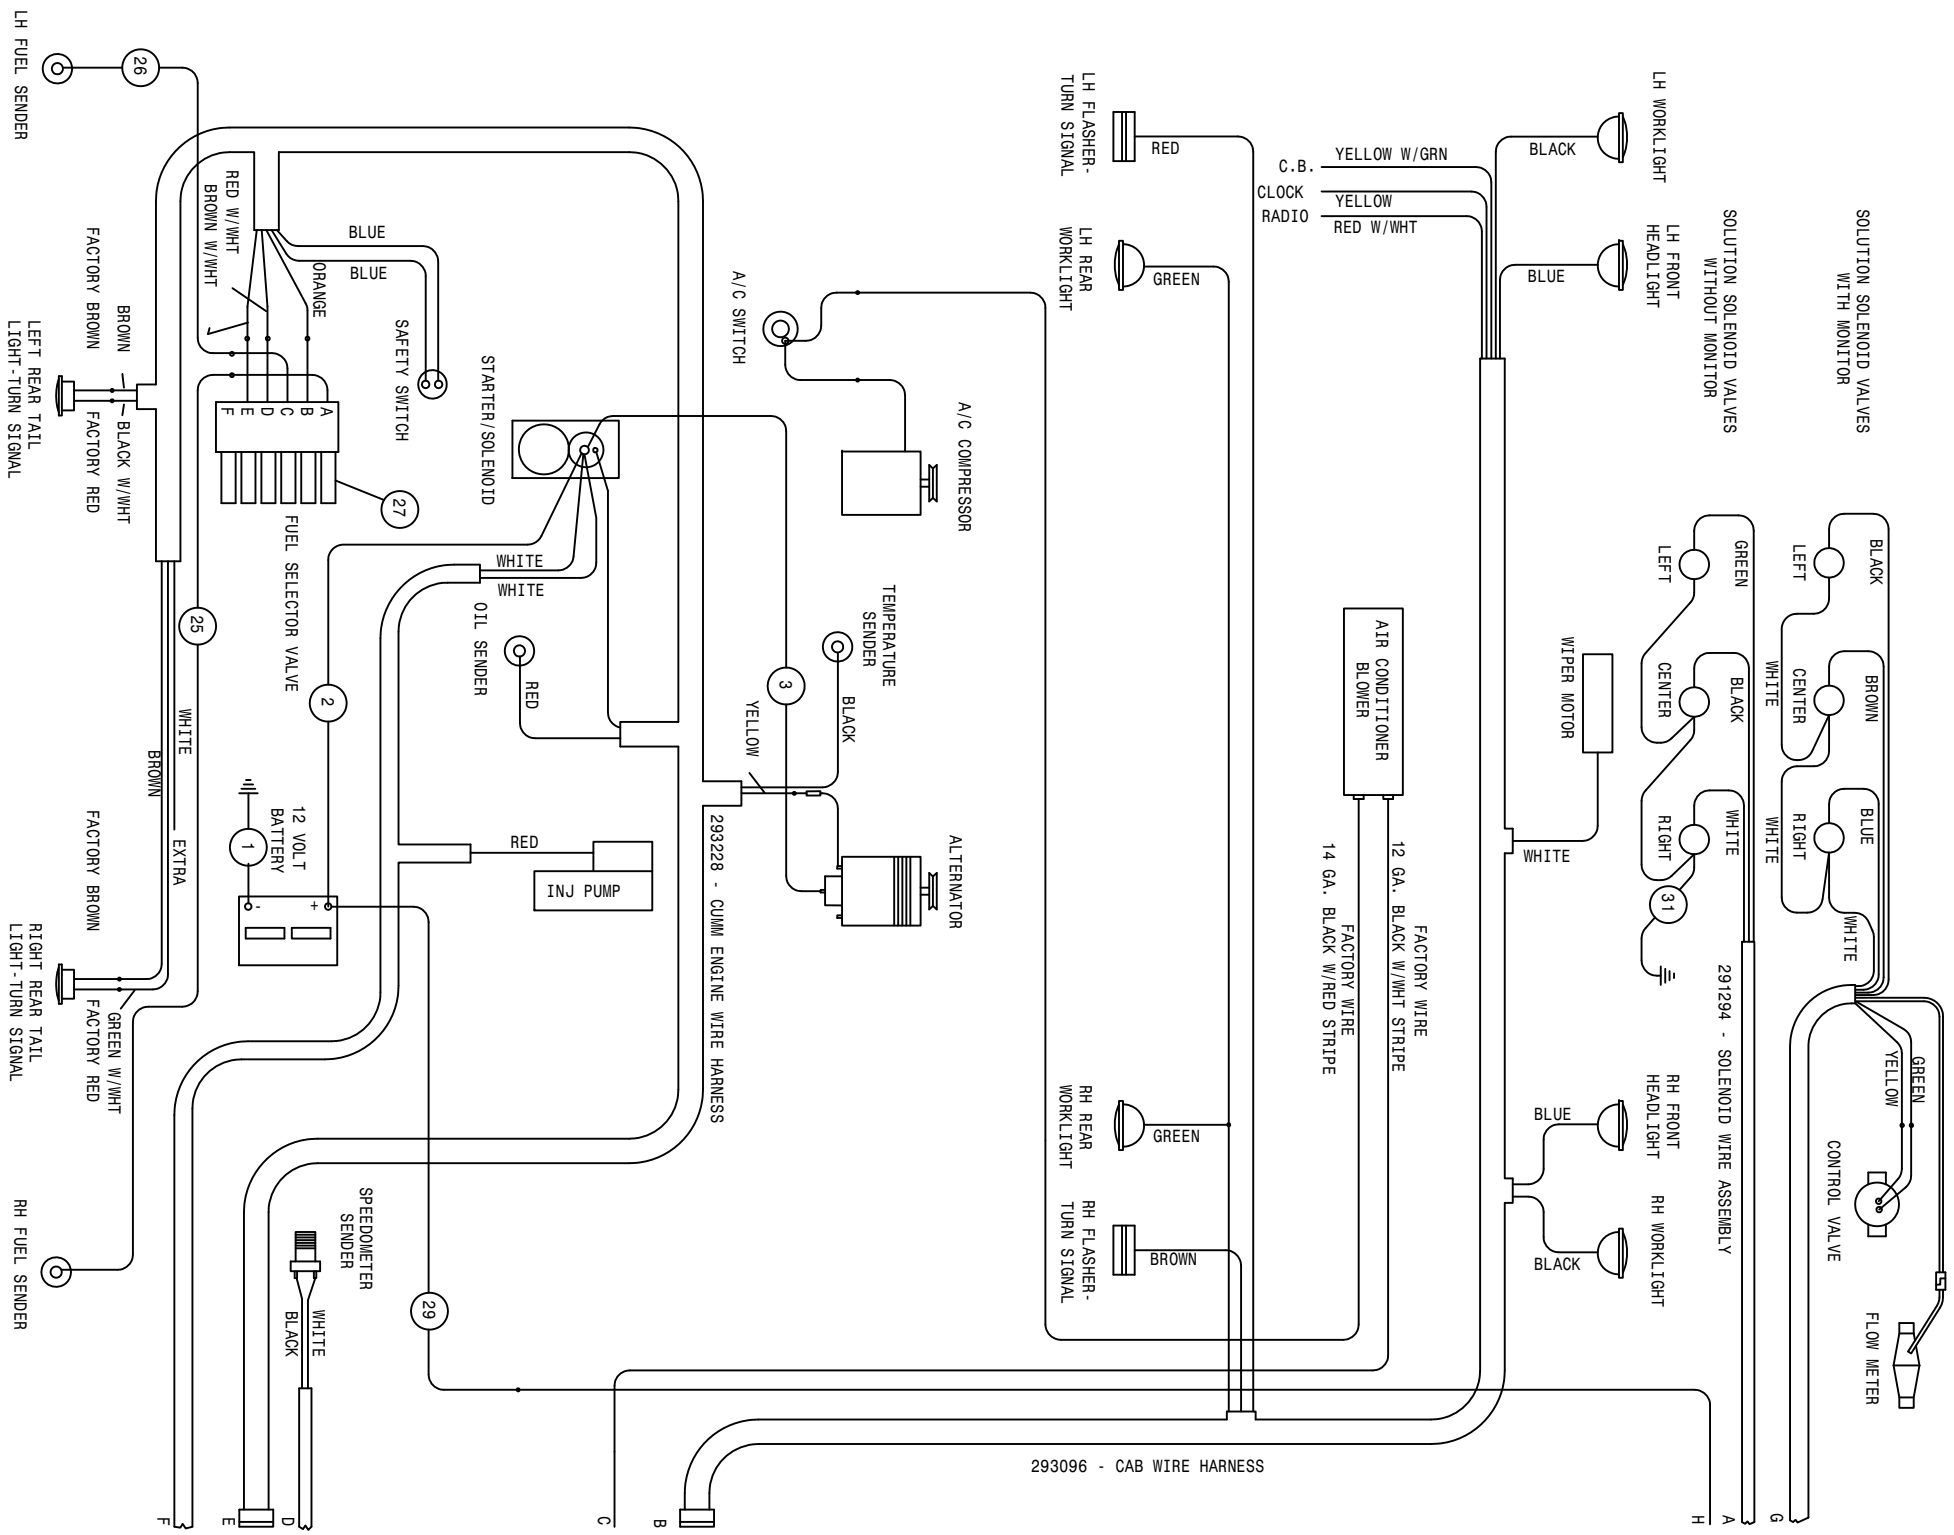 LH FUEL SENDER
26
RED W/WHT
BROWN W/WHT
BLUE
BLUE
ORANGE
FACTORY BROWN
BROWN
LEFT REAR TAIL
LIGHT-TURN SIGNAL
BLACK W/WHT
FACTORY RED
A
B
C
D
E
F
27
FUEL SELECTOR VALVE
SAFETY SWITCH
STARTER/SOLENOID
A/C SWITCH
A/C COMPRESSOR
LH FLASHER-
TURN SIGNAL
RED
LH REAR
WORKLIGHT
GREEN
C.B.
YELLOW W/GRN
CLOCK
YELLOW
RADIO
RED W/WHT
LH WORKLIGHT
BLACK
LH FRONT
HEADLIGHT
BLUE
SOLUTION SOLENOID VALVES
WITHOUT MONITOR
SOLUTION SOLENOID VALVES
WITH MONITOR
25
WHITE
BROWN
EXTRA
2
WHITE
WHITE
OIL SENDER
RED
TEMPERATURE
SENDER
BLACK
3
YELLOW
12 VOLT
BATTERY
1
-
+
RED
INJ PUMP
ALTERNATOR
293228 - CUMM ENGINE WIRE HARNESS
AIR CONDITIONER
BLOWER
WIPER MOTOR
WHITE
GREEN
LEFT
BLACK
CENTER
WHITE
RIGHT
31
BLACK
LEFT
WHITE
BROWN
CENTER
WHITE
BLUE
RIGHT
WHITE
12 GA. BLACK W/WHT STRIPE
FACTORY WIRE
14 GA. BLACK W/RED STRIPE
FACTORY WIRE
291294 - SOLENOID WIRE ASSEMBLY
GREEN
YELLOW
CONTROL VALVE
FLOW METER
FACTORY BROWN
RIGHT REAR TAIL
LIGHT-TURN SIGNAL
GREEN W/WHT
FACTORY RED
RH FUEL SENDER
SPEEDOMETER
SENDER
WHITE
BLACK
29
RH REAR
WORKLIGHT
GREEN
RH FLASHER-
TURN SIGNAL
BROWN
RH FRONT
HEADLIGHT
BLUE
RH WORKLIGHT
BLACK
293096 - CAB WIRE HARNESS
F
E
D
C
B
H
A
G